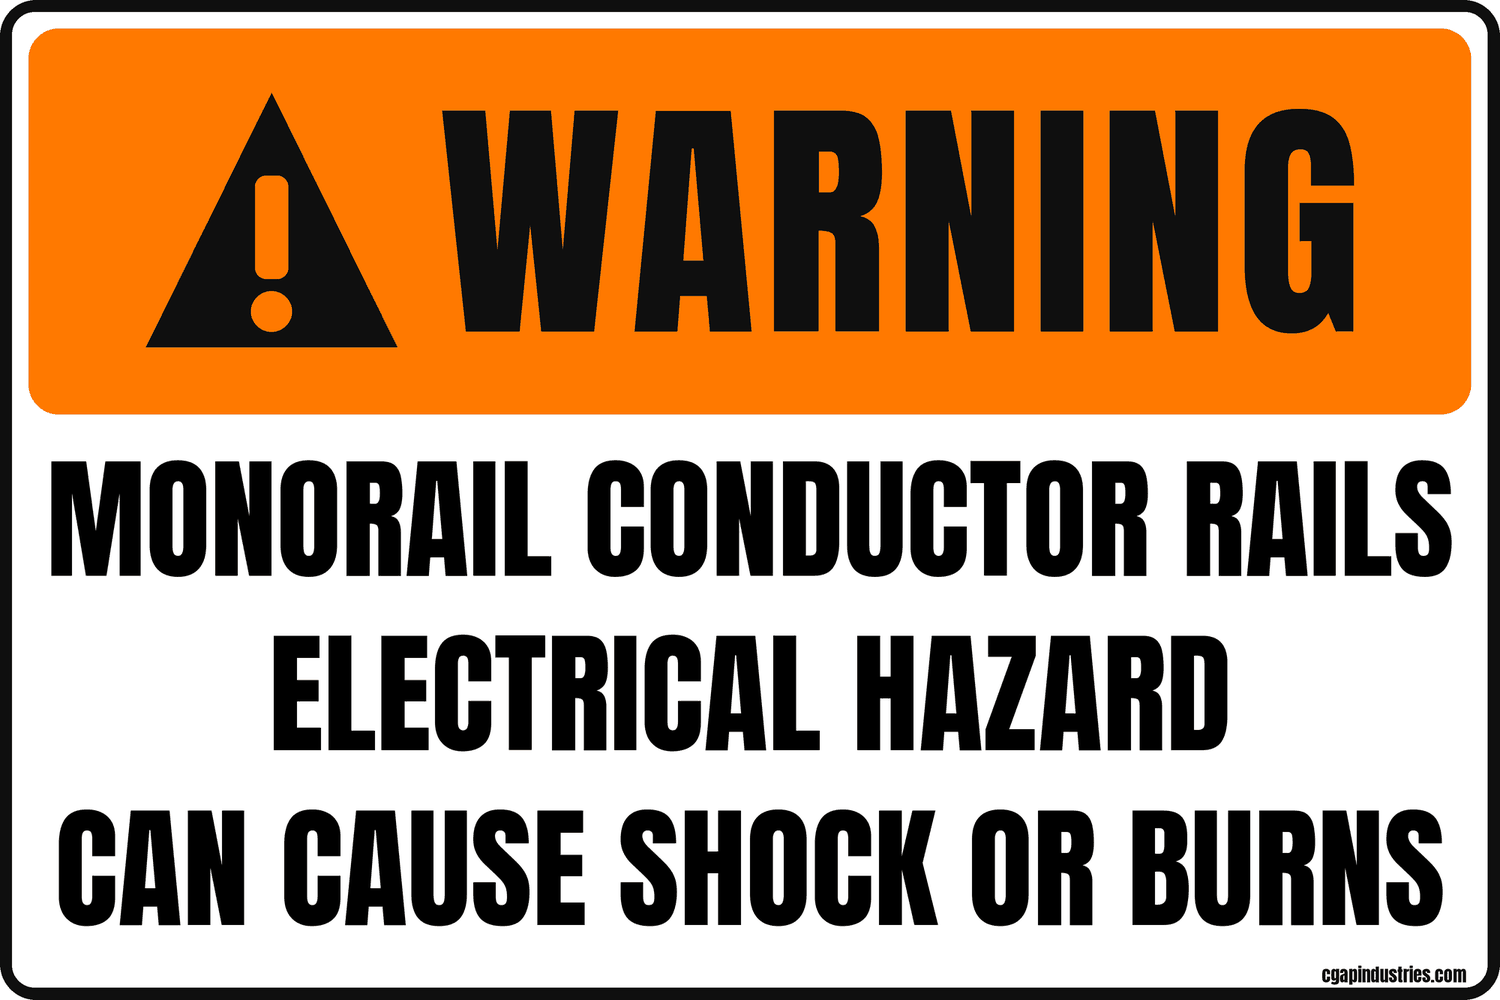 WARNING
MONORAIL CONDUCTOR RAILS
ELECTRICAL HAZARD
CAN CAUSE SHOCK OR BURNS
cgapindustries.com